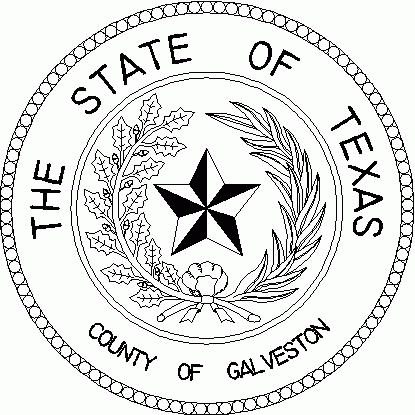 THE STATE OF TEXAS
COUNTY OF GALVESTON